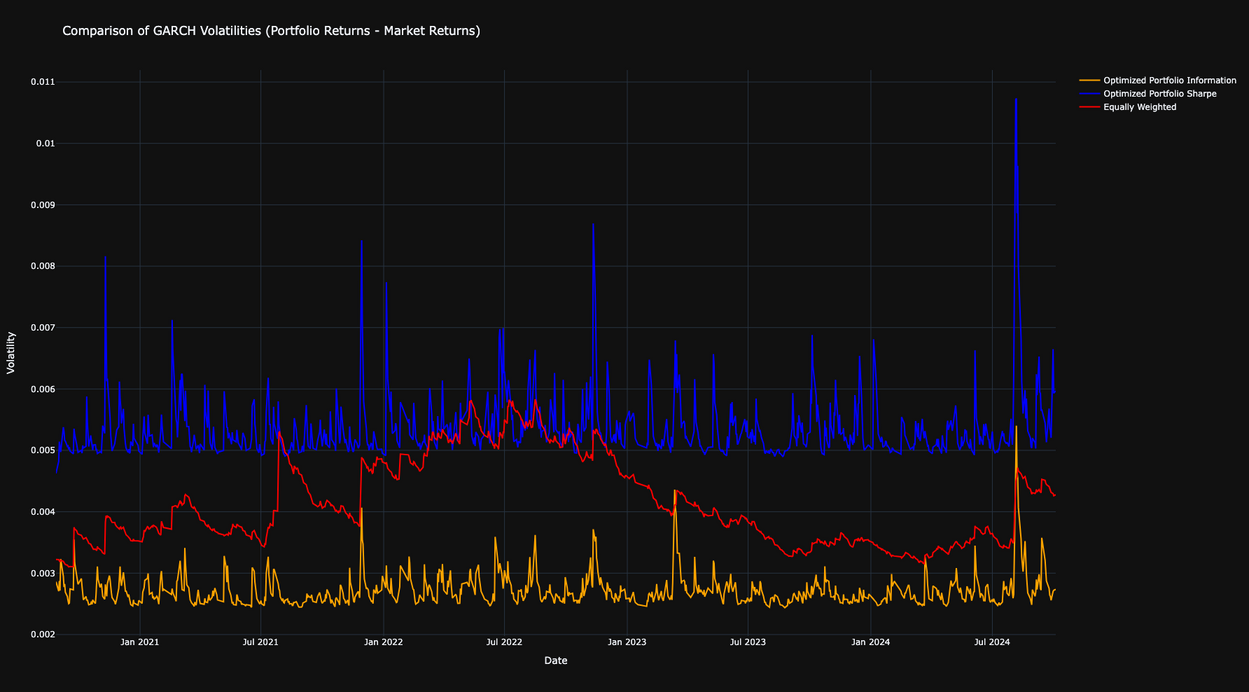 Comparison of GARCH Volatilities (Portfolio Returns - Market Returns)
Optimized Portfolio Information
Optimized Portfolio Sharpe
Equally Weighted
0.011
0.01
0.009
0.008
0.007
0.006
0.005
0.004
0.003
0.002
Volatility
Jan 2021
Jul 2021
Jan 2022
Jul 2022
Jan 2023
Jul 2023
Jan 2024
Jul 2024
Date